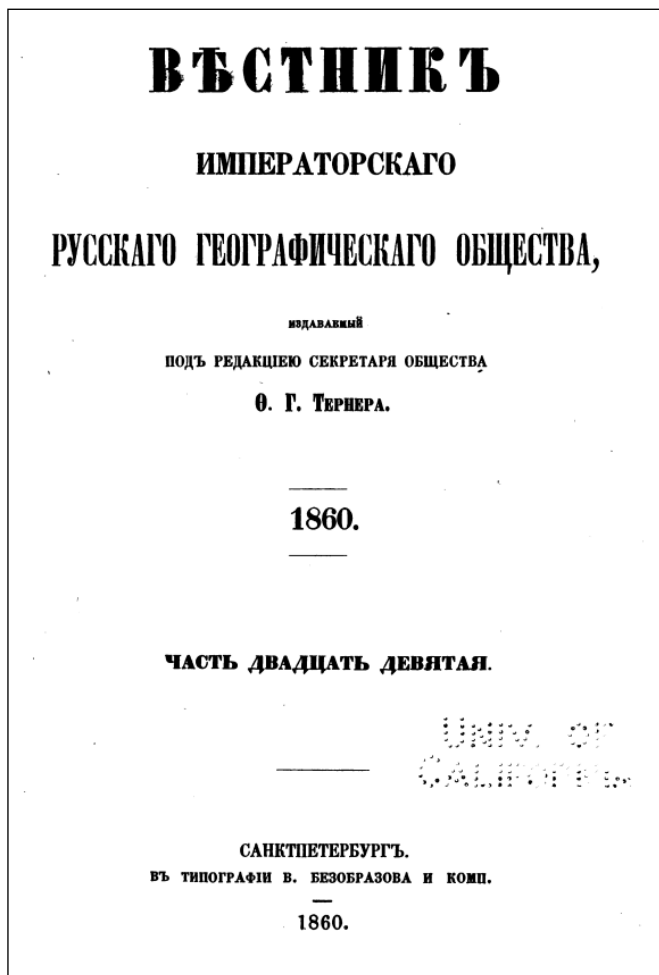 ВѢСТНИКЪ
ИМПЕРАТОРСКАГО
РУССКАГО ГЕОГРАФИЧЕСКАГО ОБЩЕСТВА,
ИЗДАВАЕМЫЙ
ПОДЪ РЕДАКЦІЕЮ СЕКРЕТАРЯ ОБЩЕСТВА
Ѳ. Г. ТЕРНЕРА.
1860.
ЧАСТЬ ДВАДЦАТЬ ДЕВЯТАЯ.
UNIV. OF
CALIFORNIA
САНКТПЕТЕРБУРГЪ.
ВЪ ТИПОГРАФІИ В. БЕЗОБРАЗОВА И КОМП.
1860.